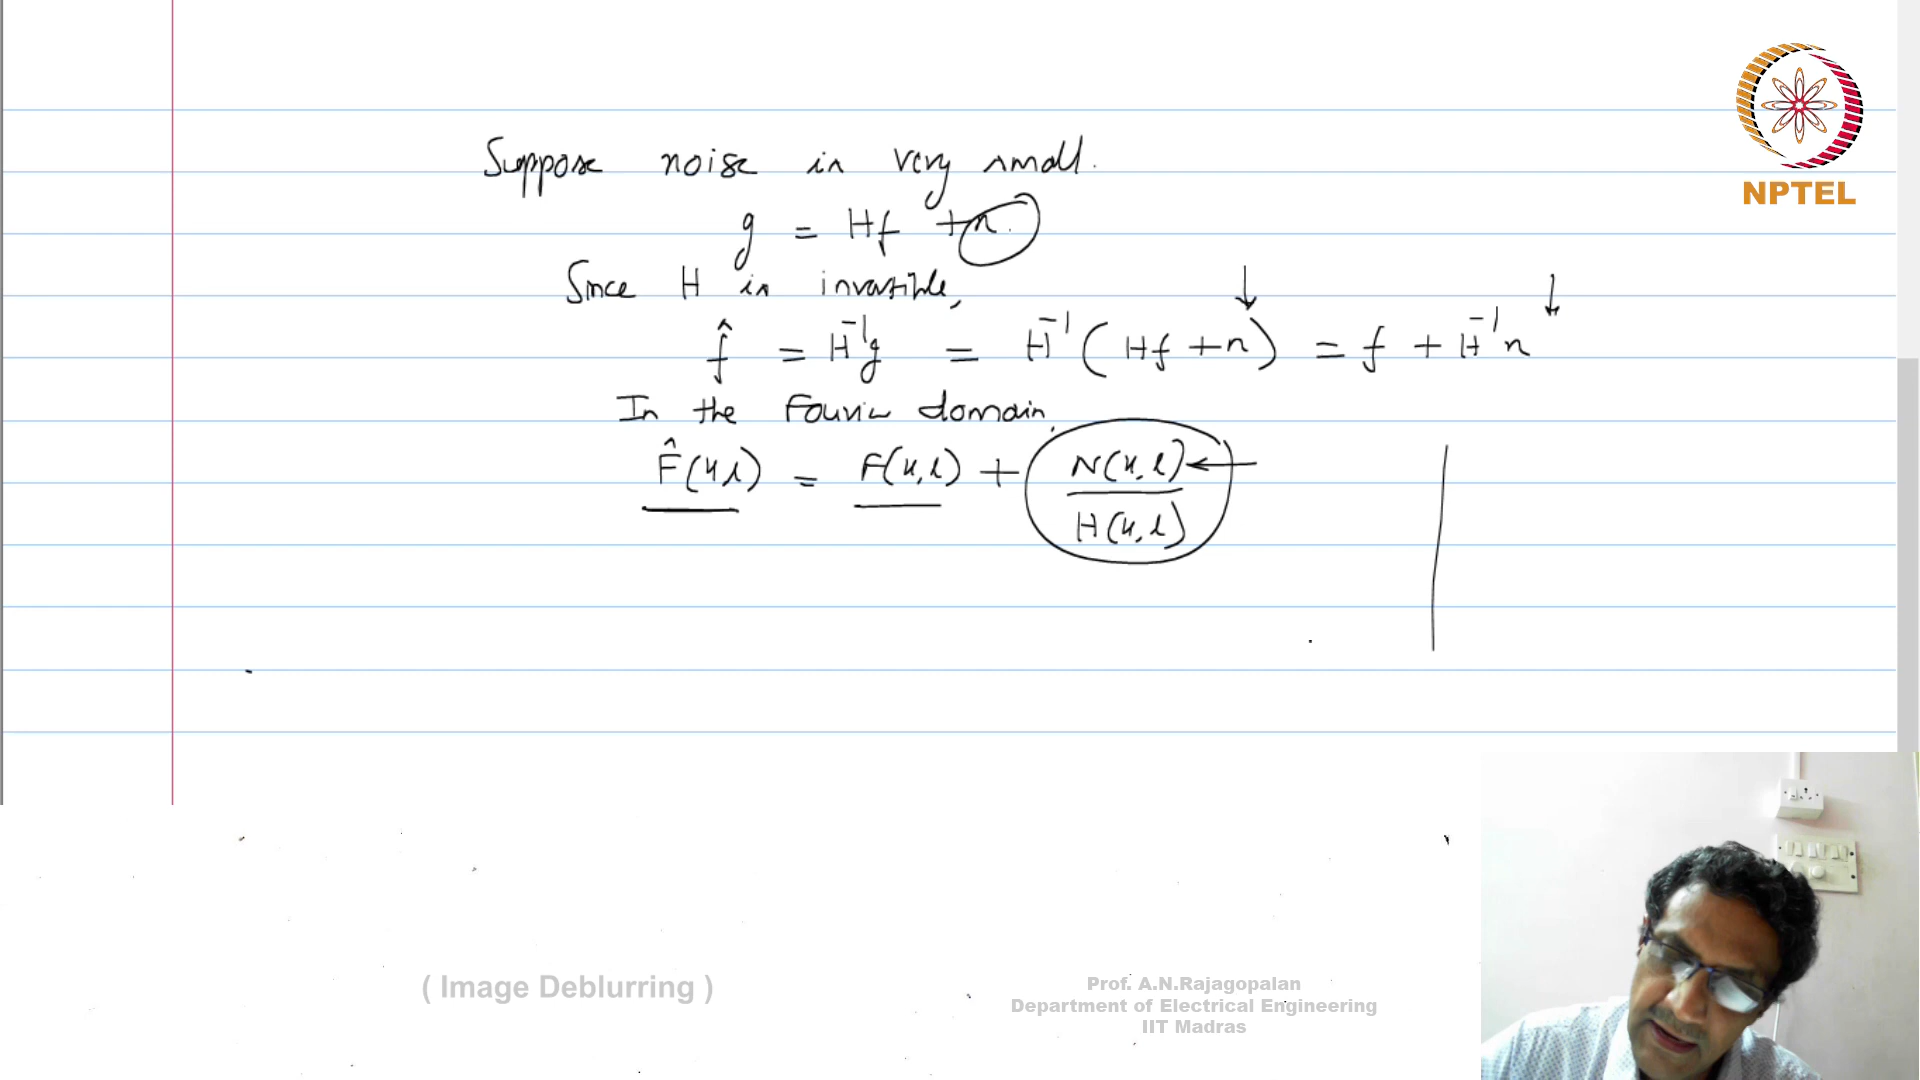 Suppose noise is very small.
g = Hf + n.
Since H is invertible,
f̂ = H⁻¹g = H⁻¹(Hf + n) = f + H⁻¹n
In the Fourier domain,
F̂(k,l) = F(k,l) + N(k,l) / H(k,l)
NPTEL
( Image Deblurring )
Prof. A.N.Rajagopalan
Department of Electrical Engineering
IIT Madras